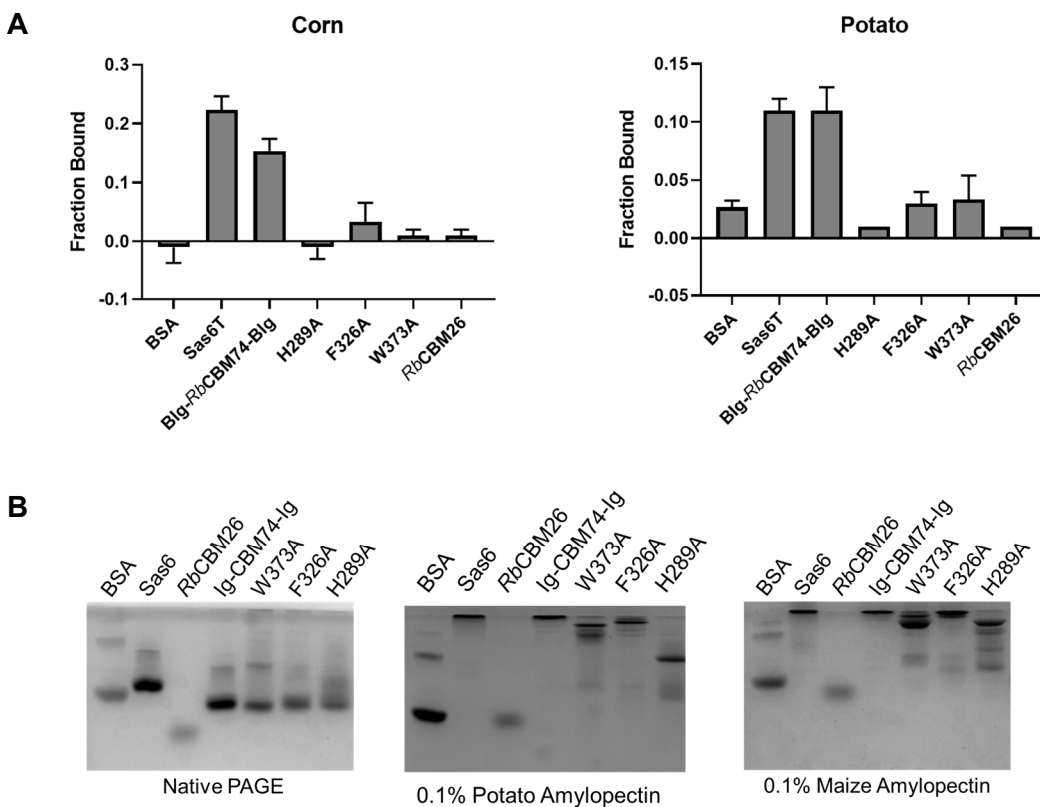 A
Corn
Potato
Fraction Bound
0.3
0.2
0.1
0.0
-0.1
BSA
Sas6T
BIg-RbCBM74-BIg
H289A
F326A
W373A
RbCBM26
Fraction Bound
0.15
0.10
0.05
0.00
-0.05
BSA
Sas6T
BIg-RbCBM74-BIg
H289A
F326A
W373A
RbCBM26
B
BSA
Sas6
RbCBM26
Ig-CBM74-Ig
W373A
F326A
H289A
Native PAGE
BSA
Sas6
RbCBM26
Ig-CBM74-Ig
W373A
F326A
H289A
0.1% Potato Amylopectin
BSA
Sas6
RbCBM26
Ig-CBM74-Ig
W373A
F326A
H289A
0.1% Maize Amylopectin